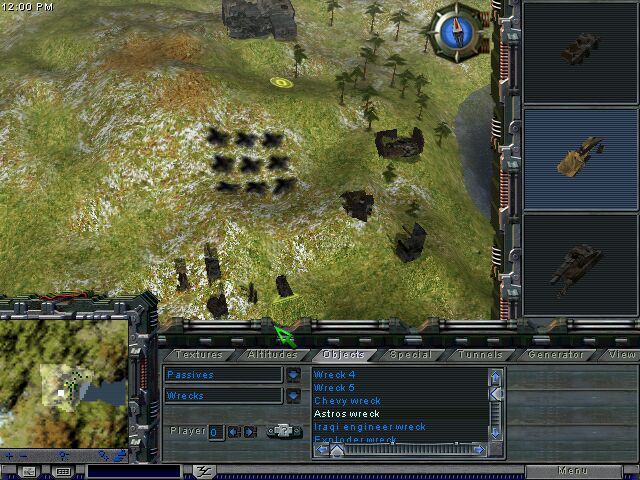 12:00 PM
Textures Altitudes Objects Special Tunnels Generator View
Passives
Wrecks
Player 0
Wreck 4
Wreck 5
Chevy wreck
Astros wreck
Iraqi engineer wreck
Exploder wreck
Menu